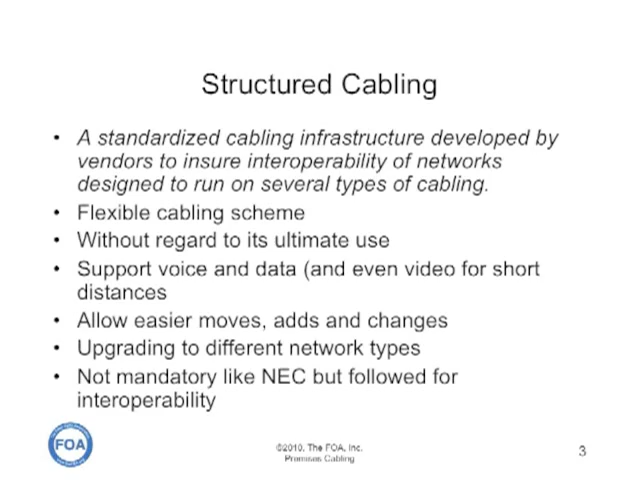 Structured Cabling
• A standardized cabling infrastructure developed by
vendors to insure interoperability of networks
designed to run on several types of cabling.
• Flexible cabling scheme
• Without regard to its ultimate use
• Support voice and data (and even video for short
distances
• Allow easier moves, adds and changes
• Upgrading to different network types
• Not mandatory like NEC but followed for
interoperability
FOA
©2010, The FOA, Inc.
Premises Cabling
3